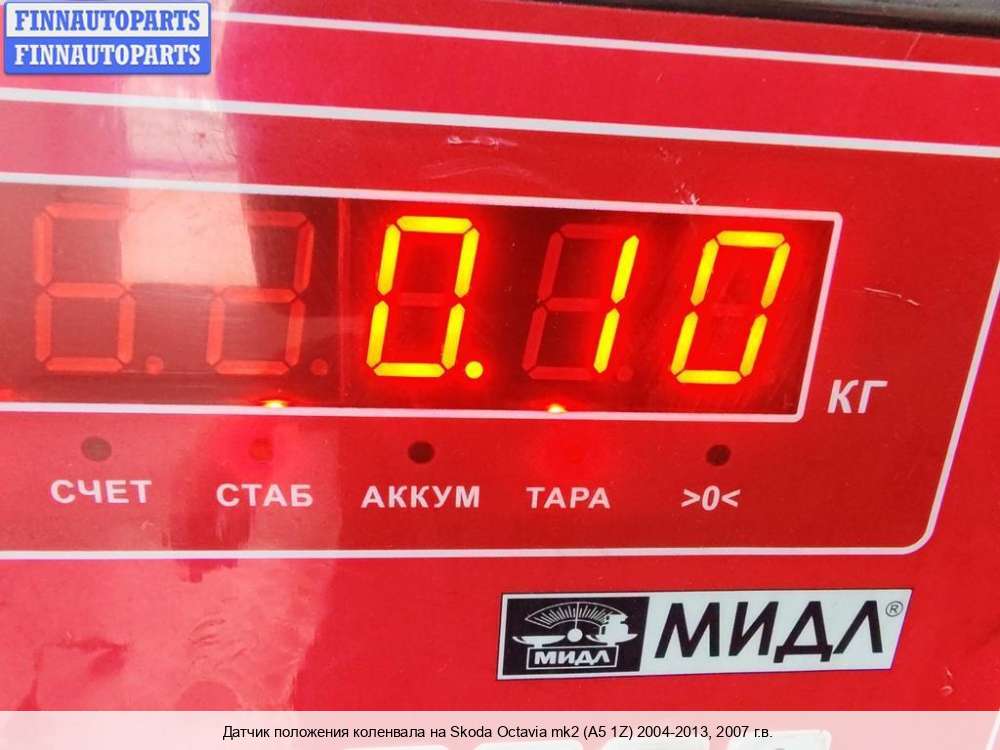 FINNAUTOPARTS
FINNAUTOPARTS
0.10
КГ
СЧЕТ СТАБ АККУМ ТАРА >0<
МИДЛ МИДЛ®
Датчик положения коленвала на Skoda Octavia mk2 (A5 1Z) 2004-2013, 2007 г.в.